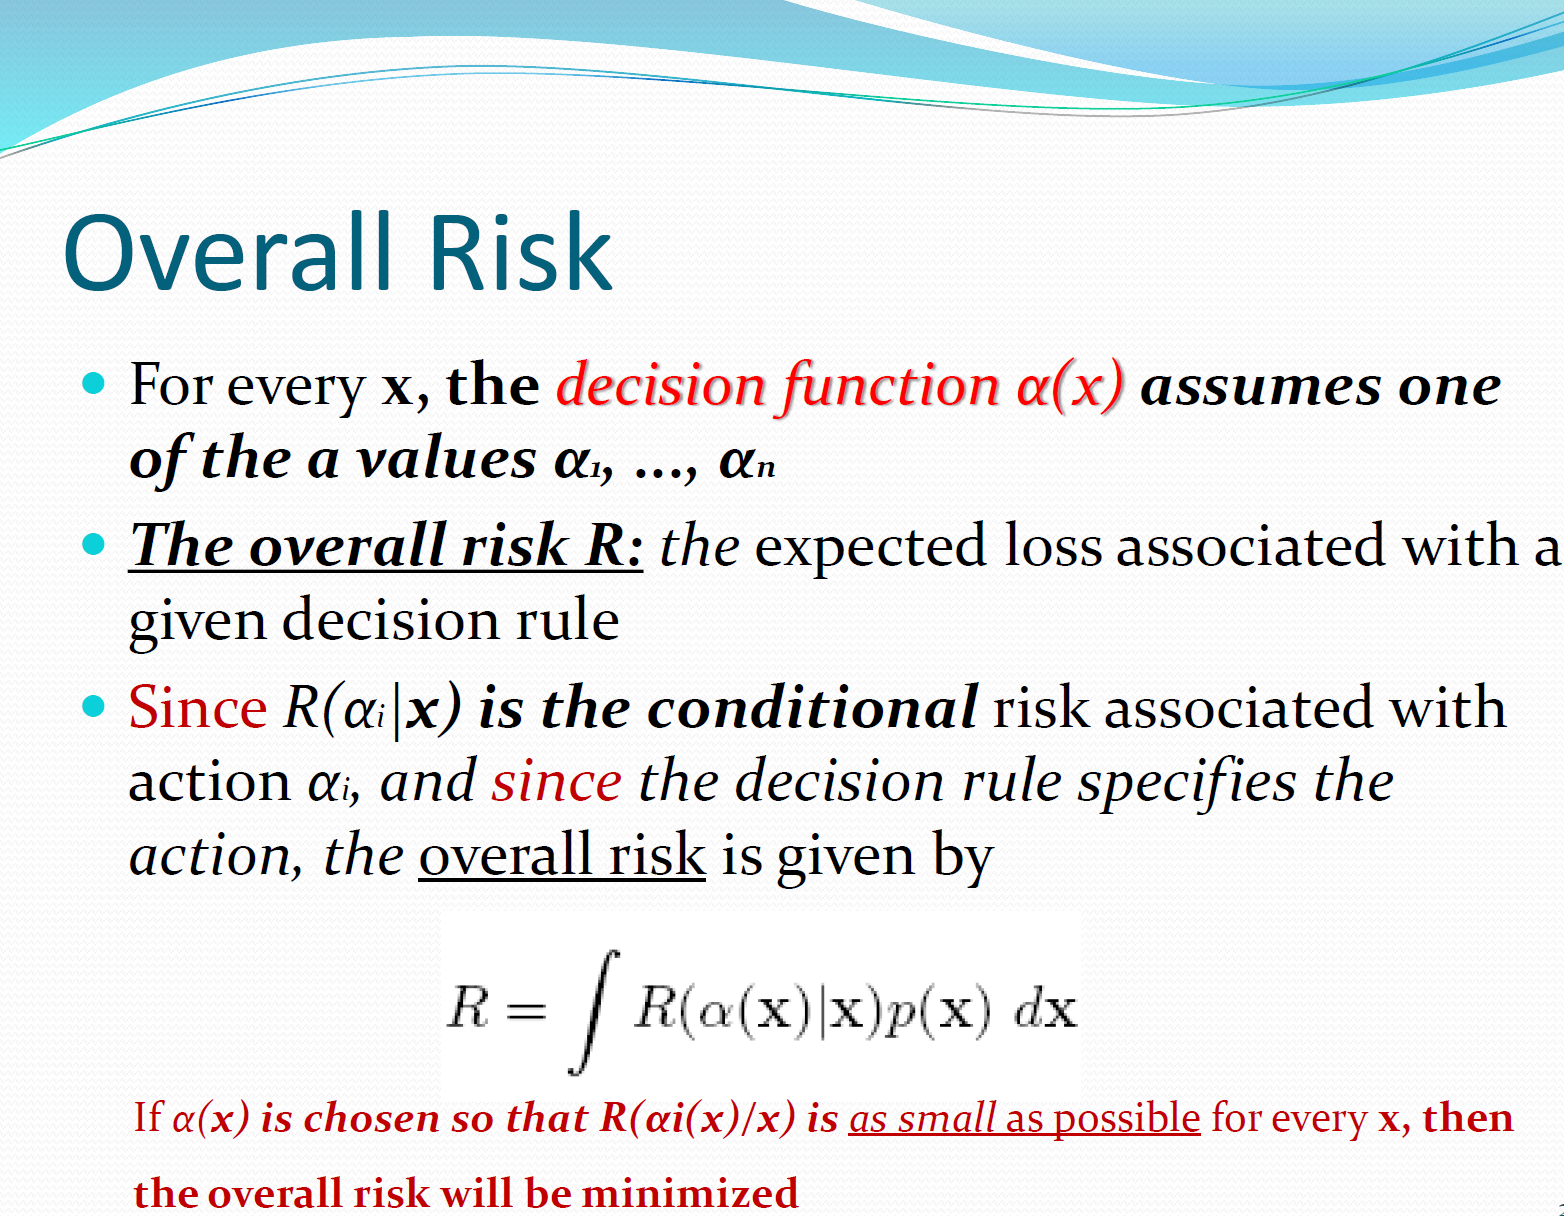 Overall Risk
• For every x, the decision function α(x) assumes one
of the a values α1, ..., αn
• The overall risk R: the expected loss associated with a
given decision rule
• Since R(αi|x) is the conditional risk associated with
action αi, and since the decision rule specifies the
action, the overall risk is given by
R = ∫ R(α(x)|x)p(x) dx
If α(x) is chosen so that R(αi(x)/x) is as small as possible for every x, then
the overall risk will be minimized